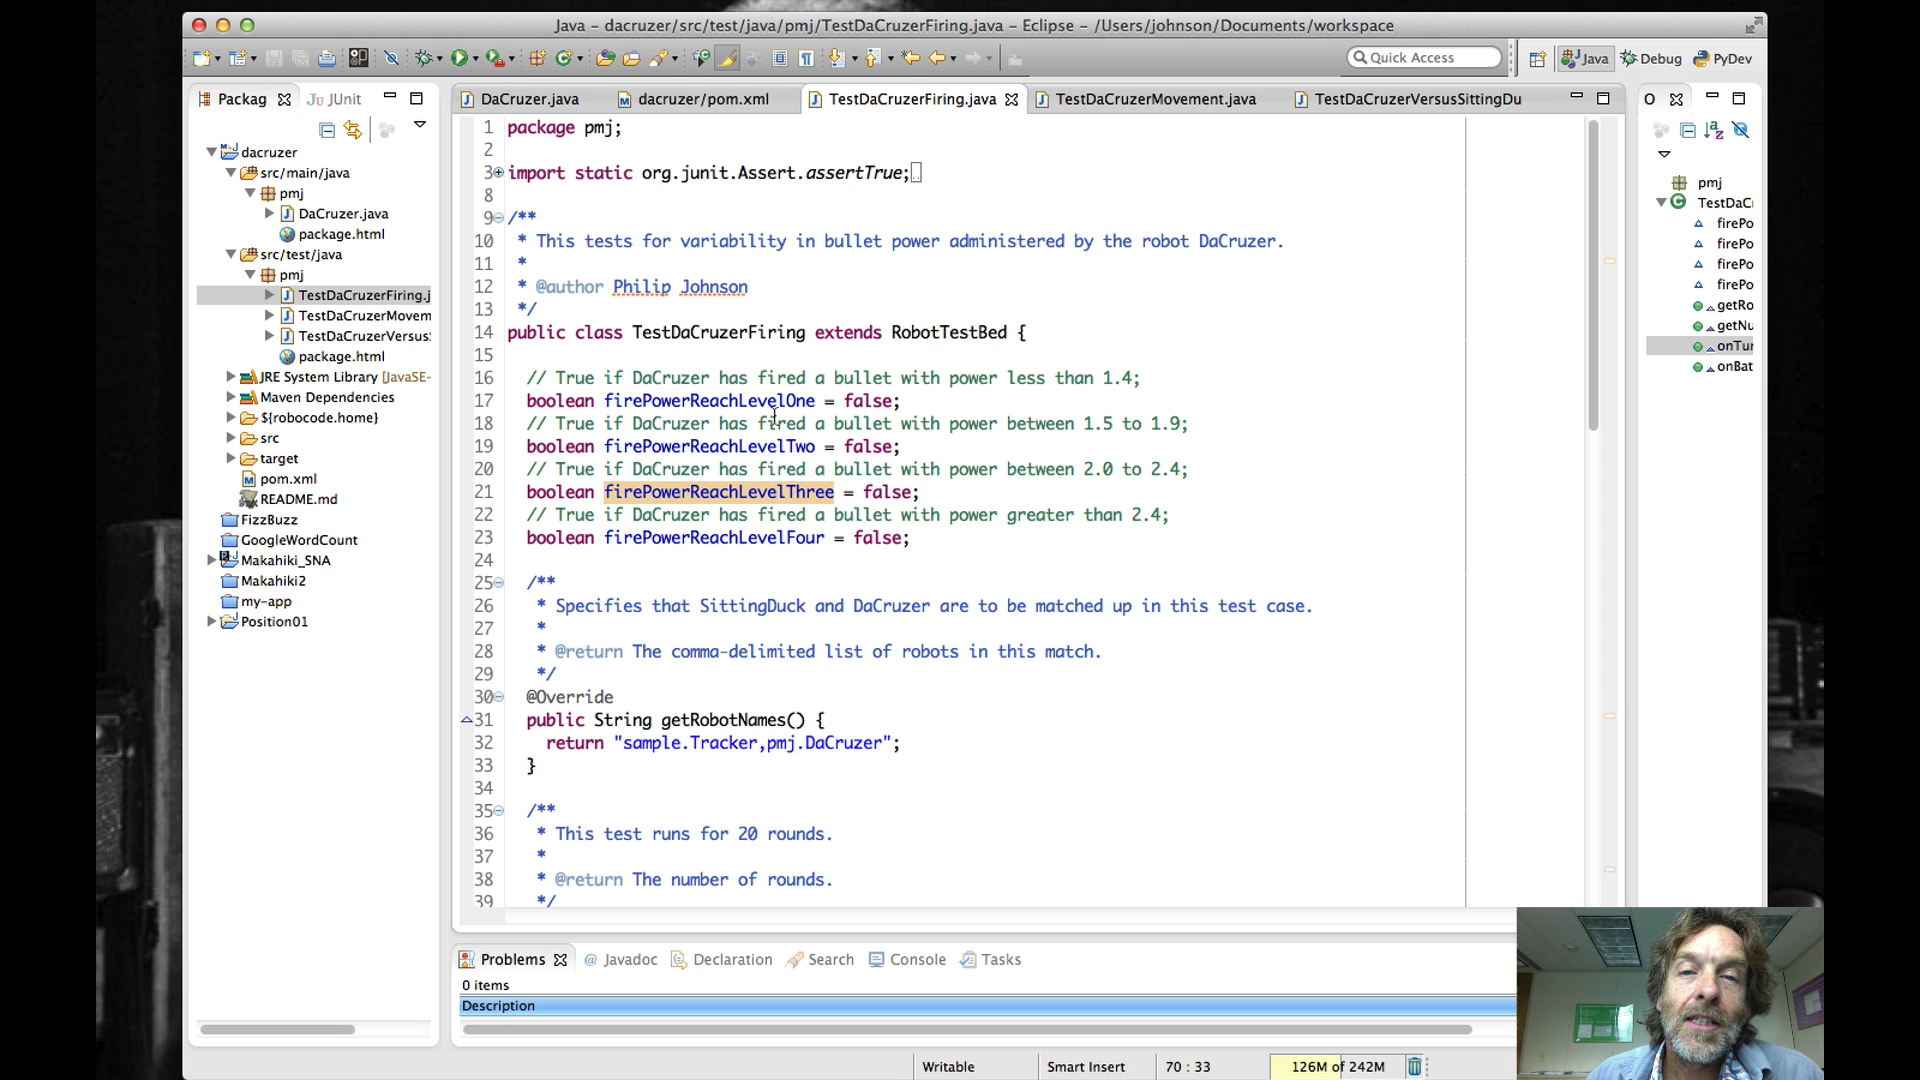 Java – dacruzer/src/test/java/pmj/TestDaCruzerFiring.java – Eclipse – /Users/johnson/Documents/workspace
Quick Access
Java
Debug
PyDev
Packag
JUnit
DaCruzer.java
dacruzer/pom.xml
TestDaCruzerFiring.java
TestDaCruzerMovement.java
TestDaCruzerVersusSittingDu
O
dacruzer
src/main/java
pmj
DaCruzer.java
package.html
src/test/java
pmj
TestDaCruzerFiring.j
TestDaCruzerMovem
TestDaCruzerVersus
package.html
JRE System Library [JavaSE-
Maven Dependencies
${robocode.home}
src
target
pom.xml
README.md
FizzBuzz
GoogleWordCount
Makahiki_SNA
Makahiki2
my-app
Position01
1 package pmj;
2
3 import static org.junit.Assert.assertTrue;
8
9 /**
10 * This tests for variability in bullet power administered by the robot DaCruzer.
11 *
12 * @author Philip Johnson
13 */
14 public class TestDaCruzerFiring extends RobotTestBed {
15
16 // True if DaCruzer has fired a bullet with power less than 1.4;
17 boolean firePowerReachLevelOne = false;
18 // True if DaCruzer has fired a bullet with power between 1.5 to 1.9;
19 boolean firePowerReachLevelTwo = false;
20 // True if DaCruzer has fired a bullet with power between 2.0 to 2.4;
21 boolean firePowerReachLevelThree = false;
22 // True if DaCruzer has fired a bullet with power greater than 2.4;
23 boolean firePowerReachLevelFour = false;
24
25 /**
26 * Specifies that SittingDuck and DaCruzer are to be matched up in this test case.
27 *
28 * @return The comma-delimited list of robots in this match.
29 */
30 @Override
31 public String getRobotNames() {
32 return "sample.Tracker,pmj.DaCruzer";
33 }
34
35 /**
36 * This test runs for 20 rounds.
37 *
38 * @return The number of rounds.
39 */
pmj
TestDaC
firePo
firePo
firePo
firePo
getRo
getNu
onTur
onBat
Problems
@ Javadoc
Declaration
Search
Console
Tasks
0 items
Description
Writable
Smart Insert
70 : 33
126M of 242M